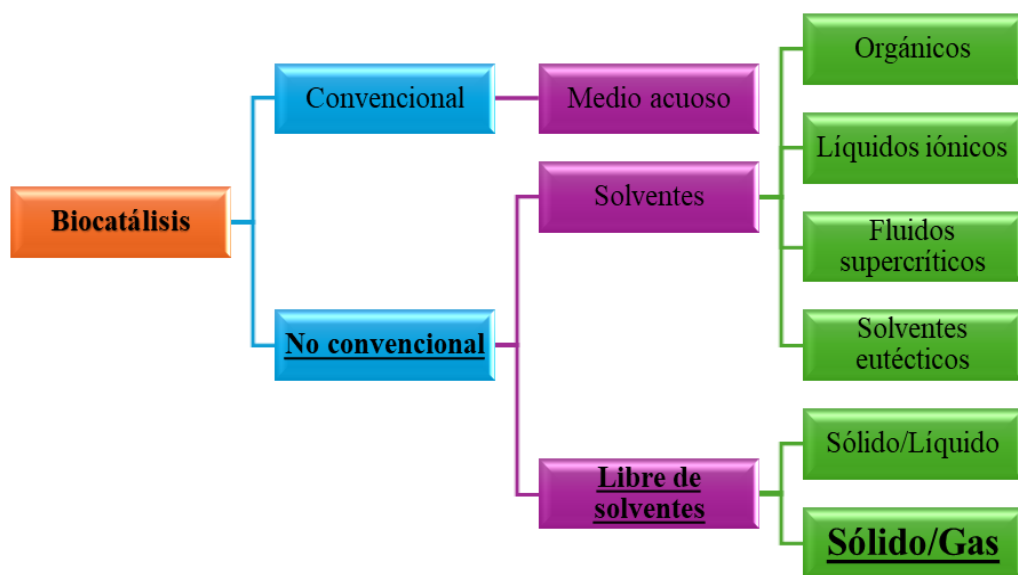 Biocatálisis
Convencional
Medio acuoso
No convencional
Solventes
Orgánicos
Líquidos iónicos
Fluidos
supercríticos
Solventes
eutécticos
Libre de
solventes
Sólido/Líquido
Sólido/Gas